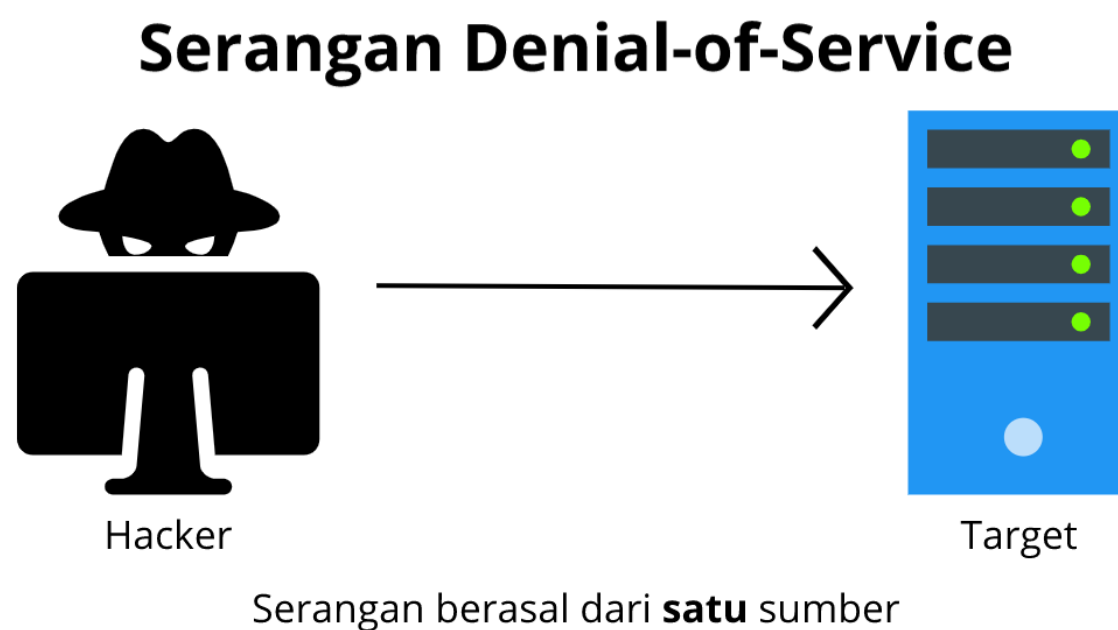 Serangan Denial-of-Service
Hacker
Target
Serangan berasal dari satu sumber